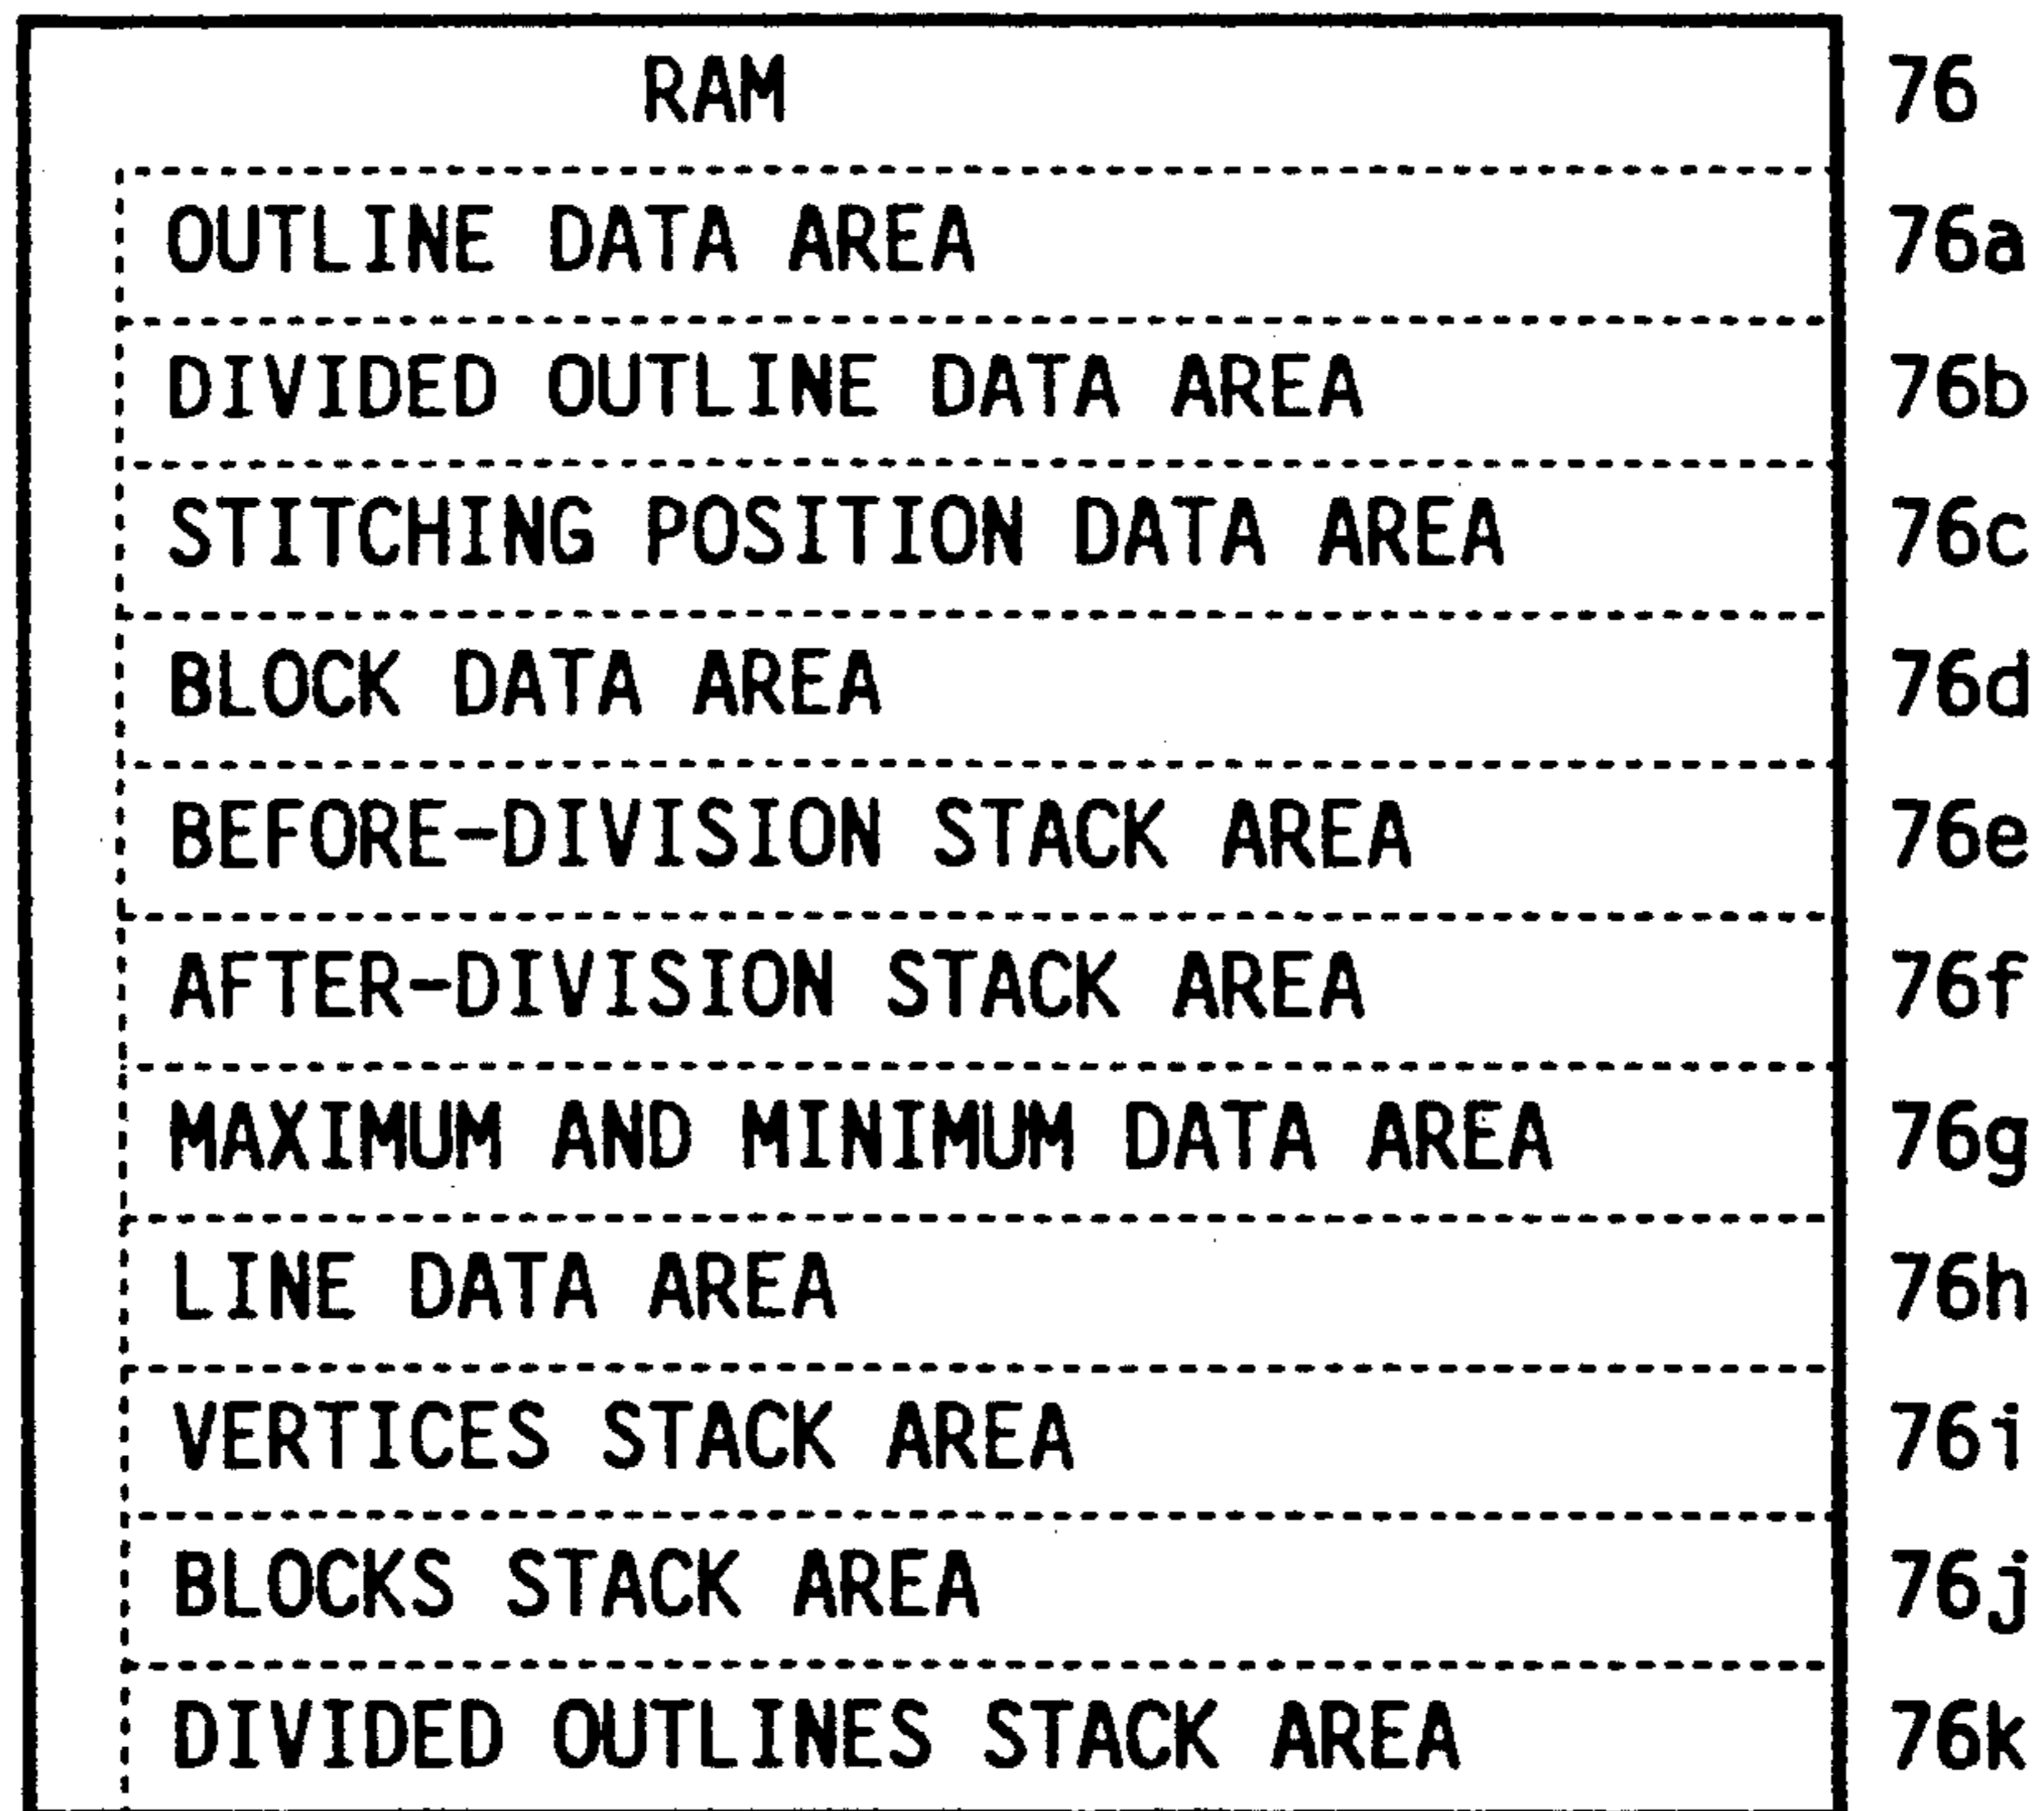 RAM 76
OUTLINE DATA AREA 76a
DIVIDED OUTLINE DATA AREA 76b
STITCHING POSITION DATA AREA 76c
BLOCK DATA AREA 76d
BEFORE-DIVISION STACK AREA 76e
AFTER-DIVISION STACK AREA 76f
MAXIMUM AND MINIMUM DATA AREA 76g
LINE DATA AREA 76h
VERTICES STACK AREA 76i
BLOCKS STACK AREA 76j
DIVIDED OUTLINES STACK AREA 76k